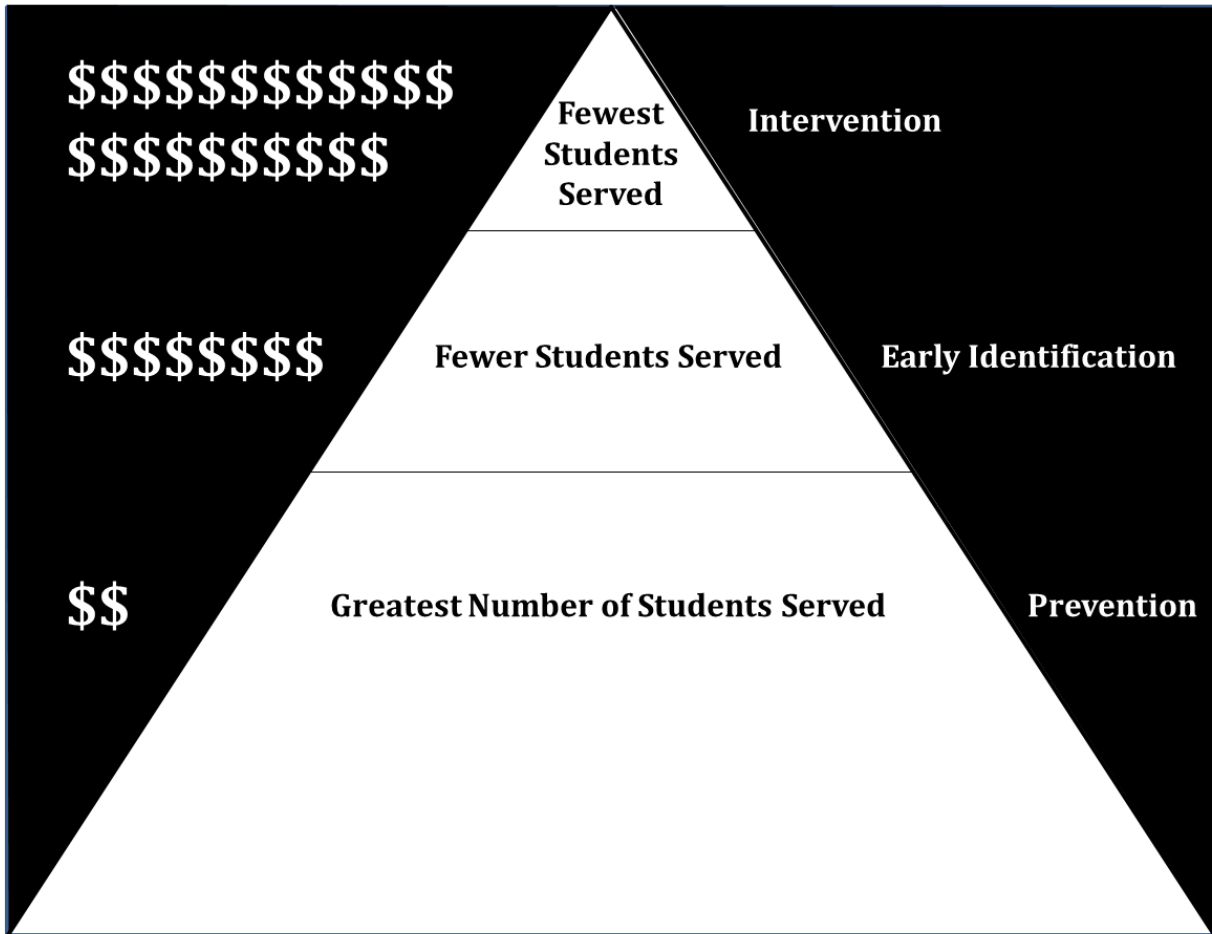 $$$$$$$$$$$$
$$$$$$$$$$
Fewest
Students
Served
Intervention
$$$$$$$$
Fewer Students Served
Early Identification
$$
Greatest Number of Students Served
Prevention